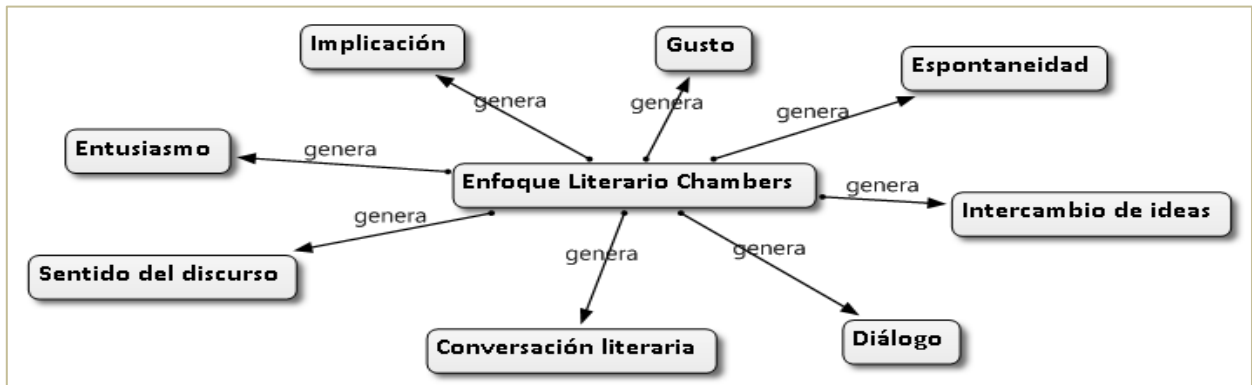 Implicación
Gusto
Espontaneidad
genera
genera
genera
Entusiasmo
genera
Enfoque Literario Chambers
genera
Intercambio de ideas
genera
genera
genera
Sentido del discurso
Conversación literaria
Diálogo